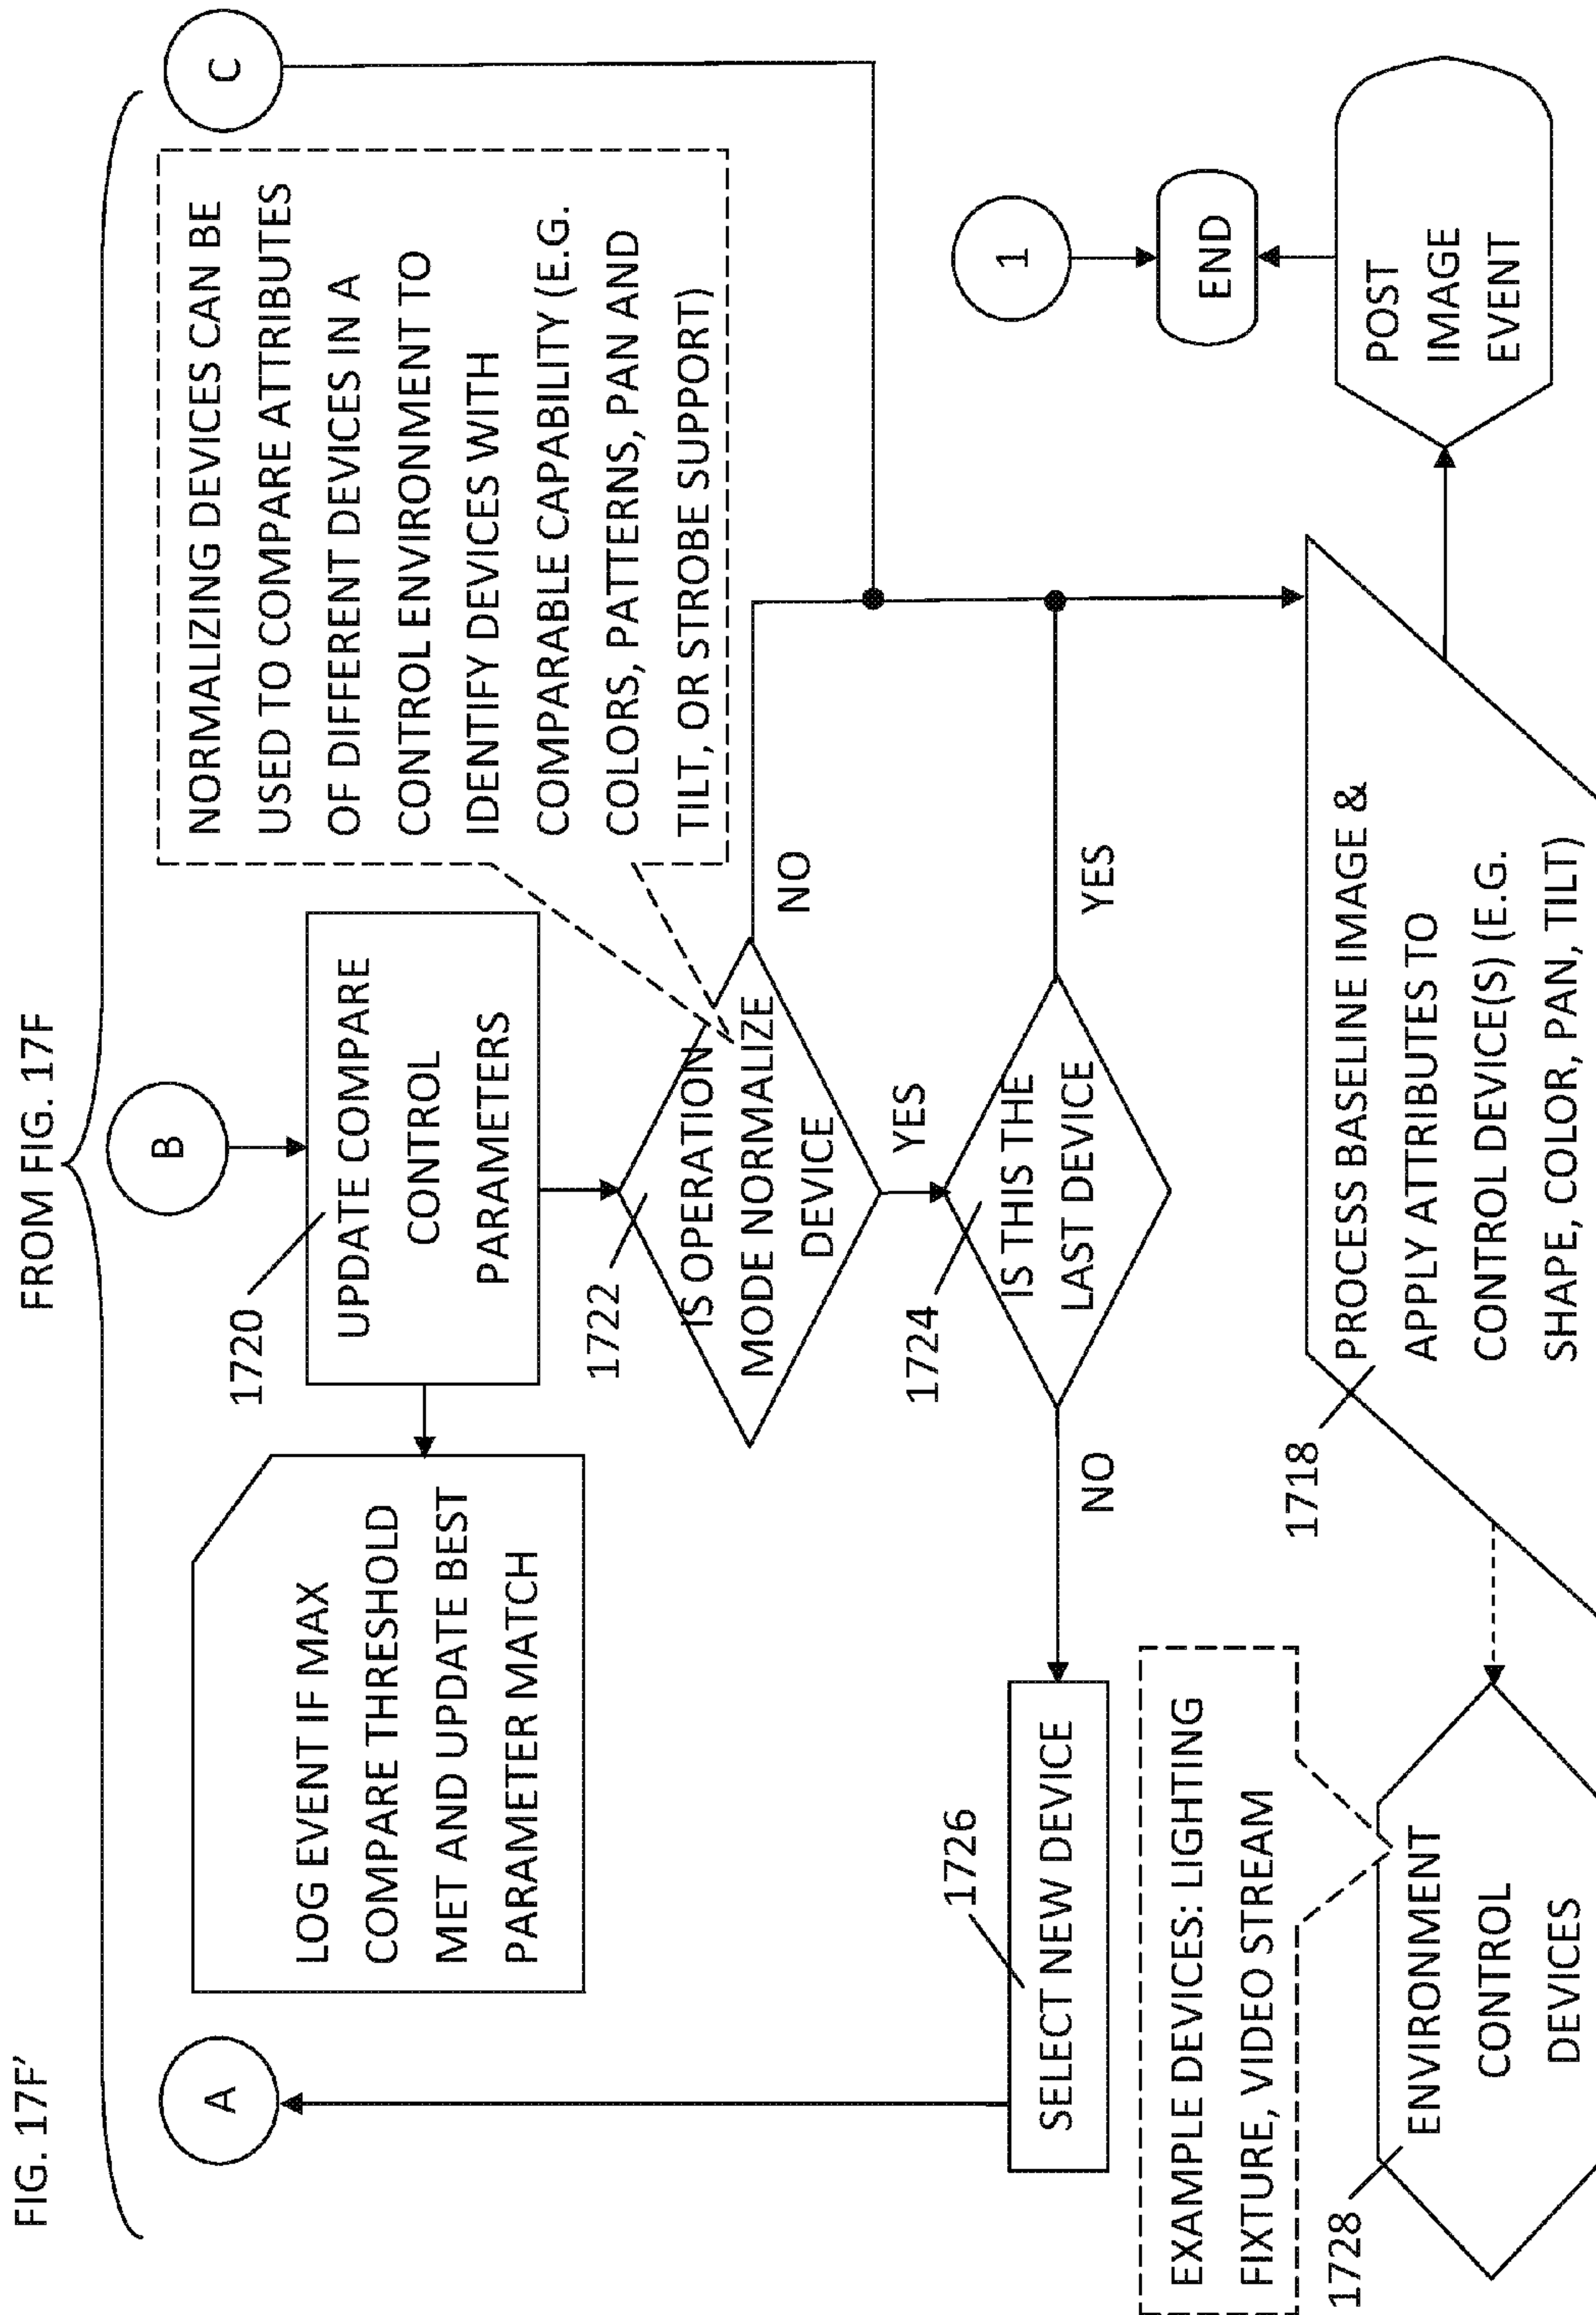 FIG. 17F'
FROM FIG. 17F
A
B
C
LOG EVENT IF MAX
COMPARE THRESHOLD
MET AND UPDATE BEST
PARAMETER MATCH
1720
UPDATE COMPARE
CONTROL
PARAMETERS
NORMALIZING DEVICES CAN BE
USED TO COMPARE ATTRIBUTES
OF DIFFERENT DEVICES IN A
CONTROL ENVIRONMENT TO
IDENTIFY DEVICES WITH
COMPARABLE CAPABILITY (E.G.
COLORS, PATTERNS, PAN AND
TILT, OR STROBE SUPPORT)
1722
IS OPERATION
MODE NORMALIZE
DEVICE
NO
YES
1724
IS THIS THE
LAST DEVICE
NO
YES
1726
SELECT NEW DEVICE
1
END
EXAMPLE DEVICES: LIGHTING
FIXTURE, VIDEO STREAM
1728
ENVIRONMENT
CONTROL
DEVICES
1718
PROCESS BASELINE IMAGE &
APPLY ATTRIBUTES TO
CONTROL DEVICE(S) (E.G.
SHAPE, COLOR, PAN, TILT)
POST
IMAGE
EVENT